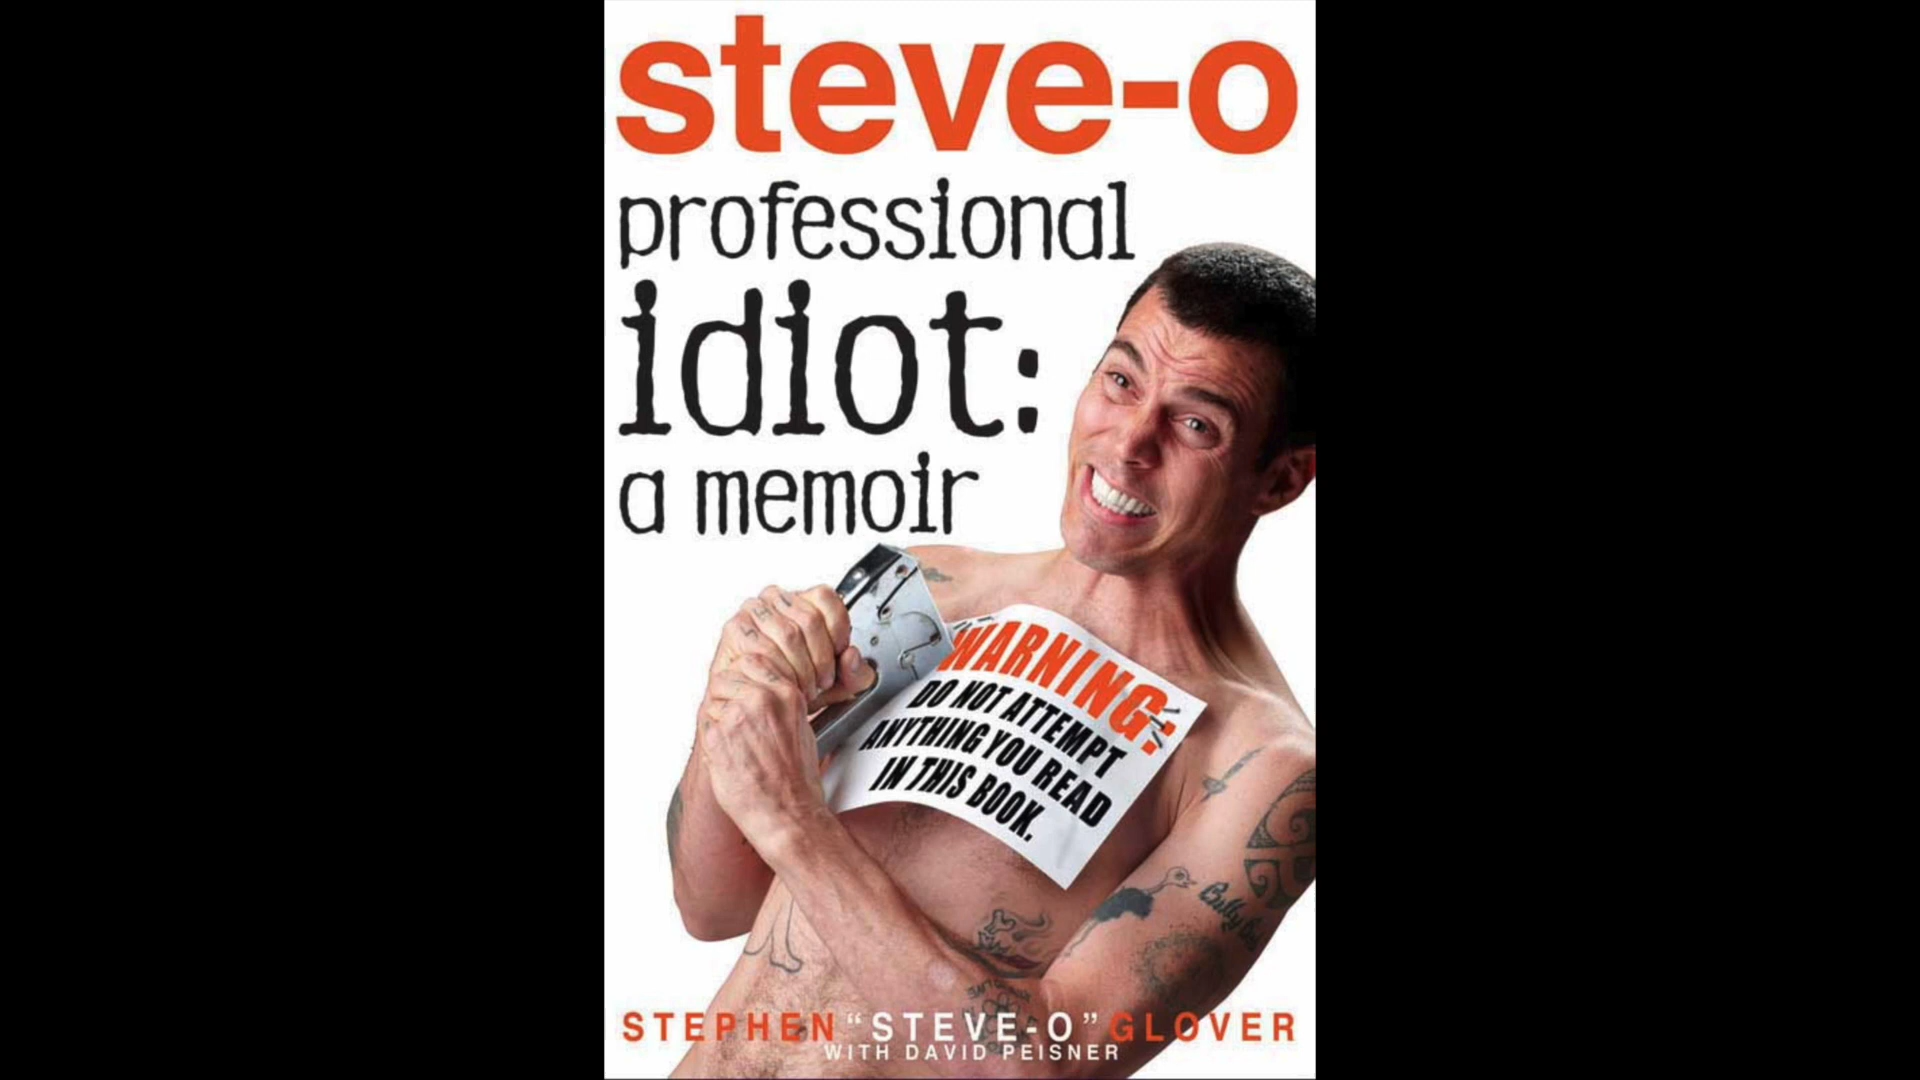 steve-o
professional
idiot:
a memoir
WARNING:
DO NOT ATTEMPT
ANYTHING YOU READ
IN THIS BOOK.
Billy
STEPHEN "STEVE-O" GLOVER
WITH DAVID PEISNER